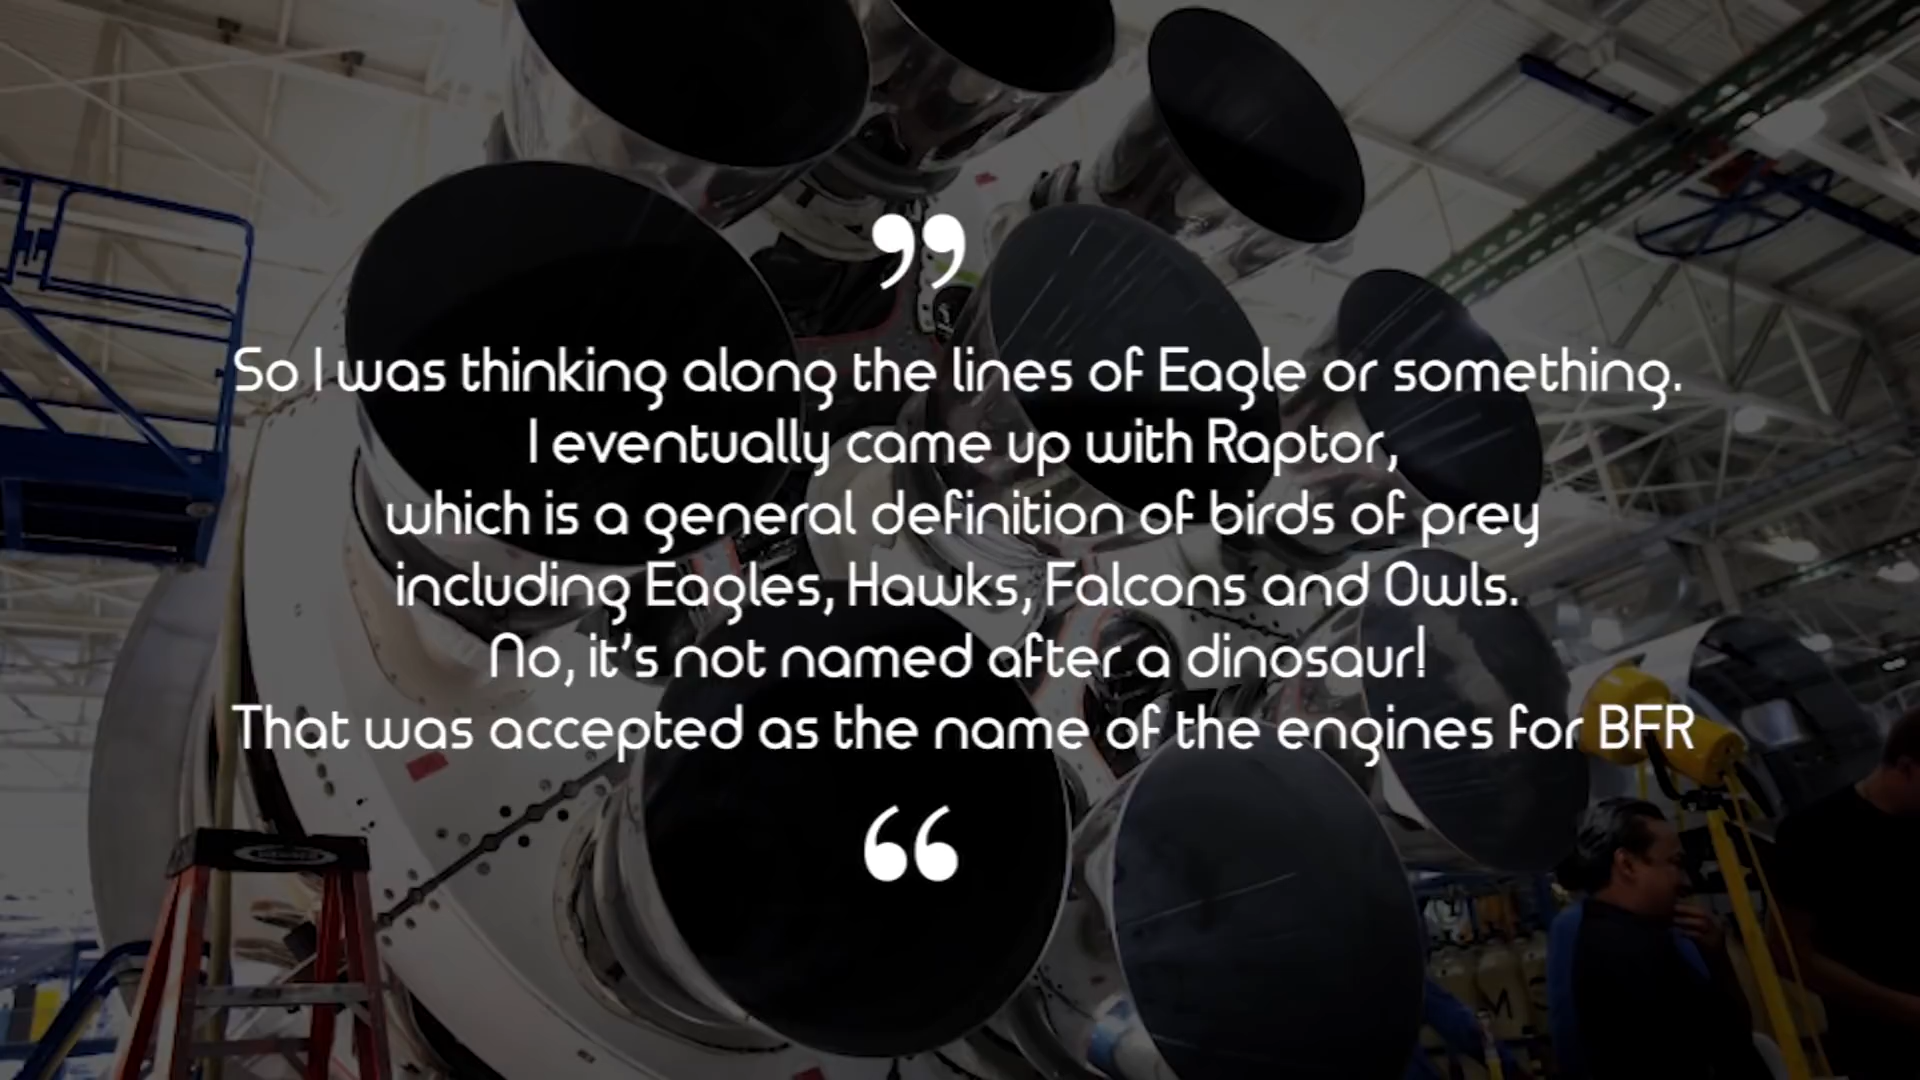 ”
So I was thinking along the lines of Eagle or something.
I eventually came up with Raptor,
which is a general definition of birds of prey
including Eagles, Hawks, Falcons and Owls.
No, it’s not named after a dinosaur!
That was accepted as the name of the engines for BFR
“